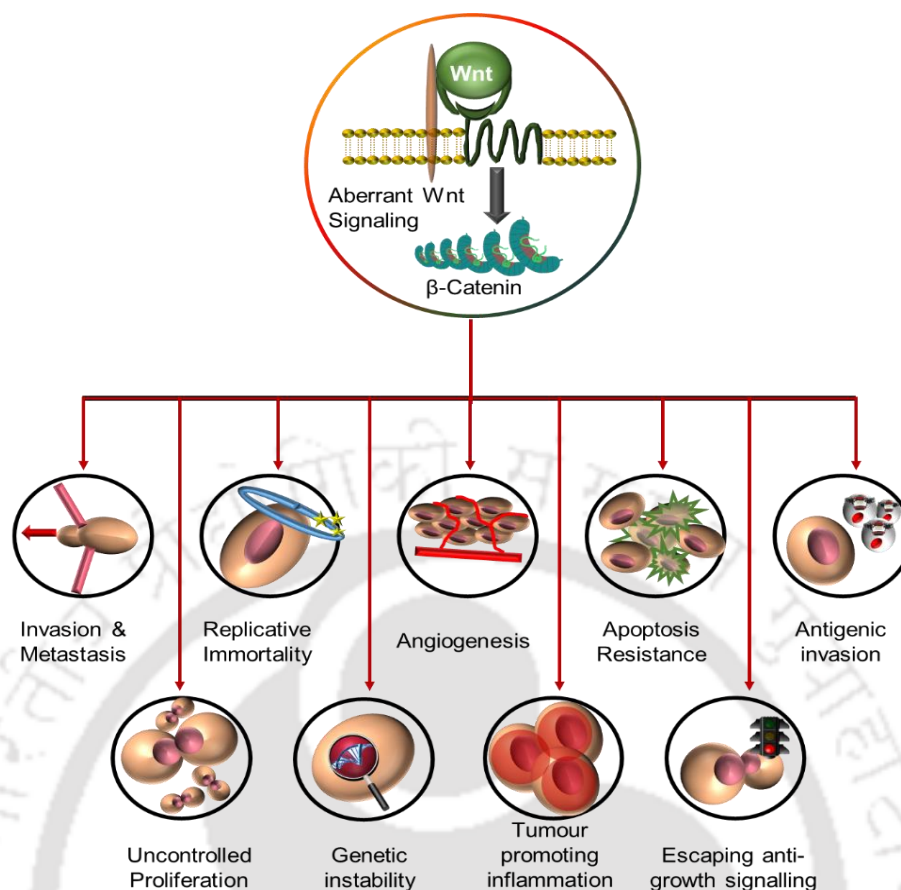 Wnt
Aberrant Wnt
Signaling
β-Catenin
Invasion &
Metastasis
Replicative
Immortality
Angiogenesis
Apoptosis
Resistance
Antigenic
invasion
Uncontrolled
Proliferation
Genetic
instability
Tumour
promoting
inflammation
Escaping anti-
growth signalling